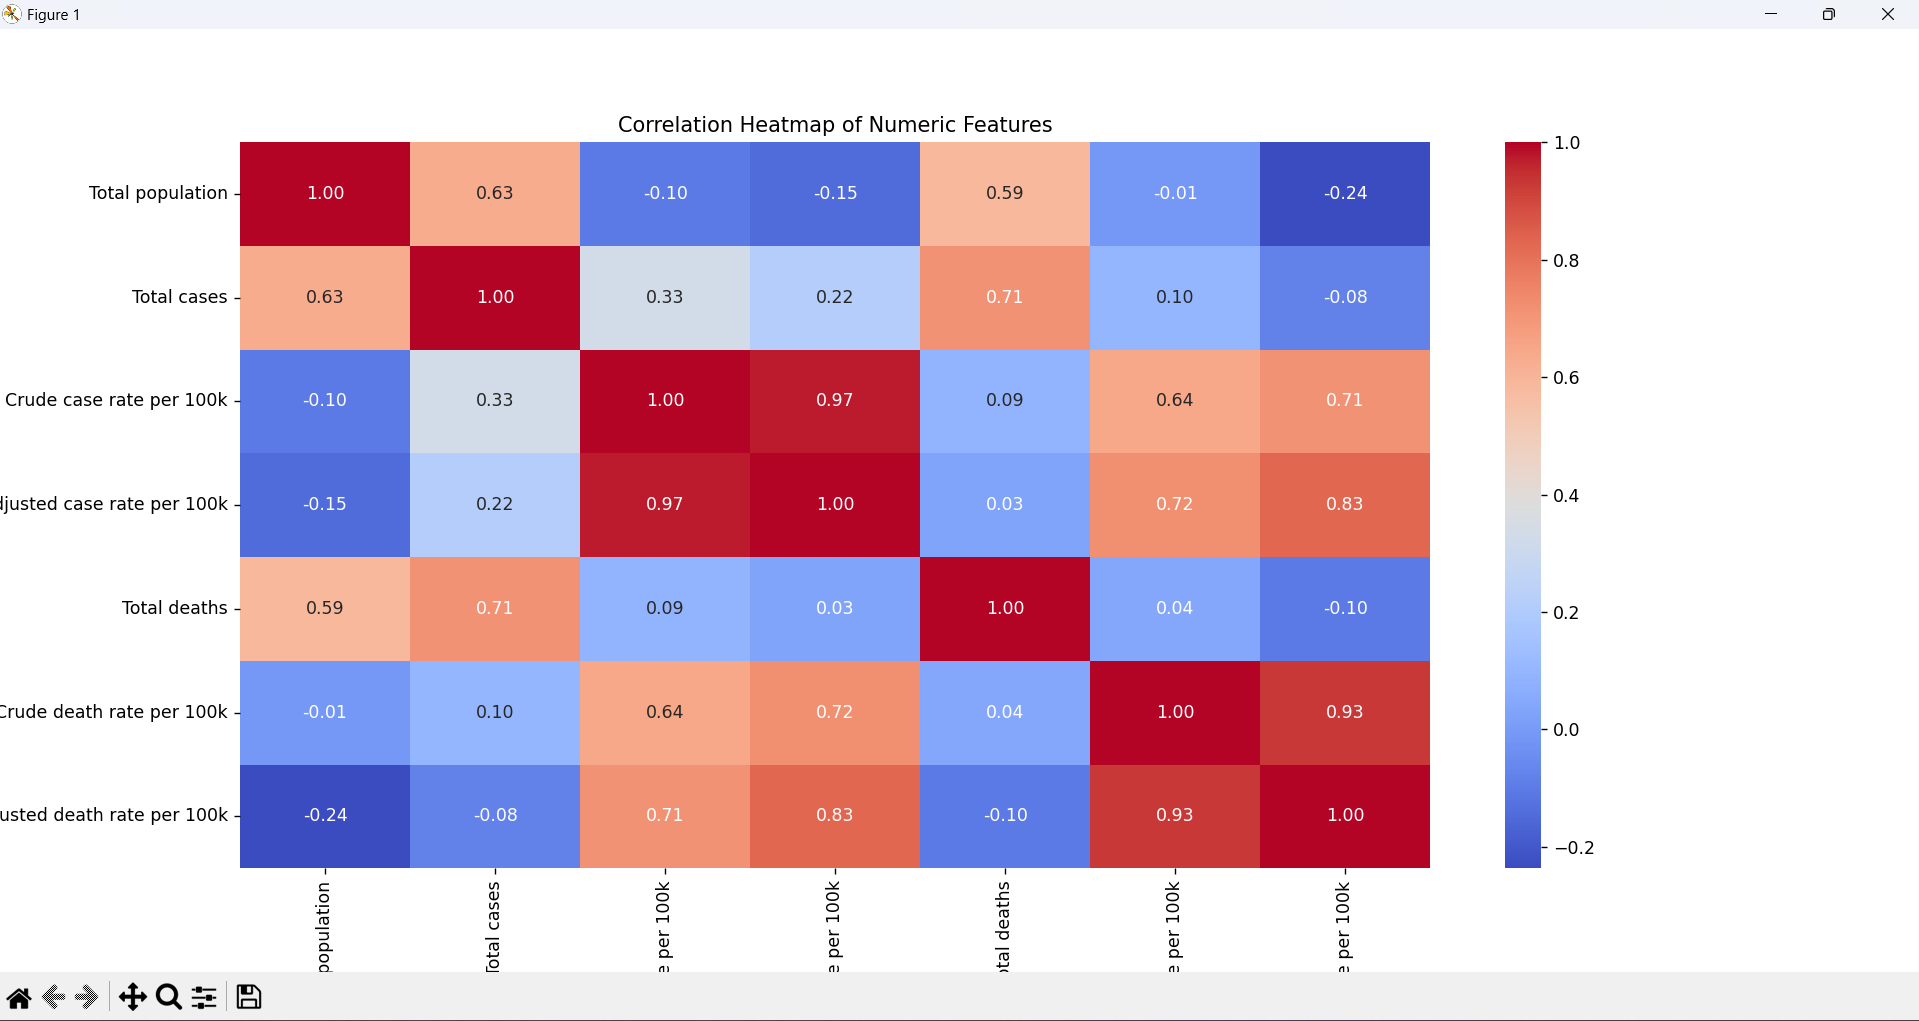 Figure 1
Correlation Heatmap of Numeric Features
Total population 1.00 0.63 -0.10 -0.15 0.59 -0.01 -0.24
Total cases 0.63 1.00 0.33 0.22 0.71 0.10 -0.08
Crude case rate per 100k -0.10 0.33 1.00 0.97 0.09 0.64 0.71
djusted case rate per 100k -0.15 0.22 0.97 1.00 0.03 0.72 0.83
Total deaths 0.59 0.71 0.09 0.03 1.00 0.04 -0.10
Crude death rate per 100k -0.01 0.10 0.64 0.72 0.04 1.00 0.93
usted death rate per 100k -0.24 -0.08 0.71 0.83 -0.10 0.93 1.00
population
Total cases
e per 100k
e per 100k
otal deaths
e per 100k
e per 100k
1.0
0.8
0.6
0.4
0.2
0.0
−0.2